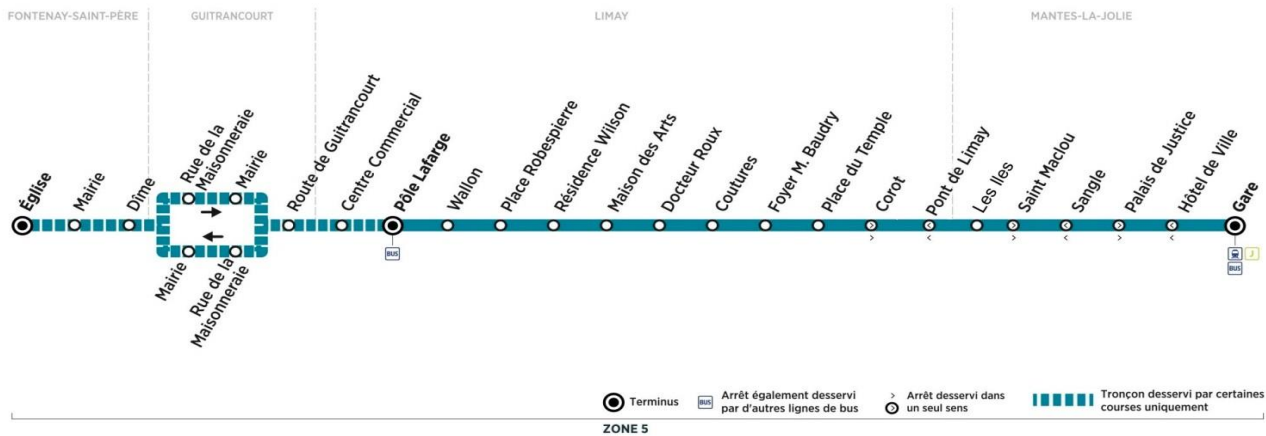 FONTENAY-SAINT-PÈRE
GUITRANCOURT
LIMAY
MANTES-LA-JOLIE
Église
Mairie
Dîme
Rue de la
Maisonneraie
Mairie
Mairie
Rue de la
Maisonneraie
Route de Guitrancourt
Centre Commercial
Pôle Lafarge
BUS
Wallon
Place Robespierre
Résidence Wilson
Maison des Arts
Docteur Roux
Coutures
Foyer M. Baudry
Place du Temple
Corot
Pont de Limay
Les Iles
Saint Maclou
Sangle
Palais de Justice
Hôtel de Ville
Gare
J
BUS
Terminus
BUS
Arrêt également desservi
par d'autres lignes de bus
Arrêt desservi dans
un seul sens
Tronçon desservi par certaines
courses uniquement
ZONE 5